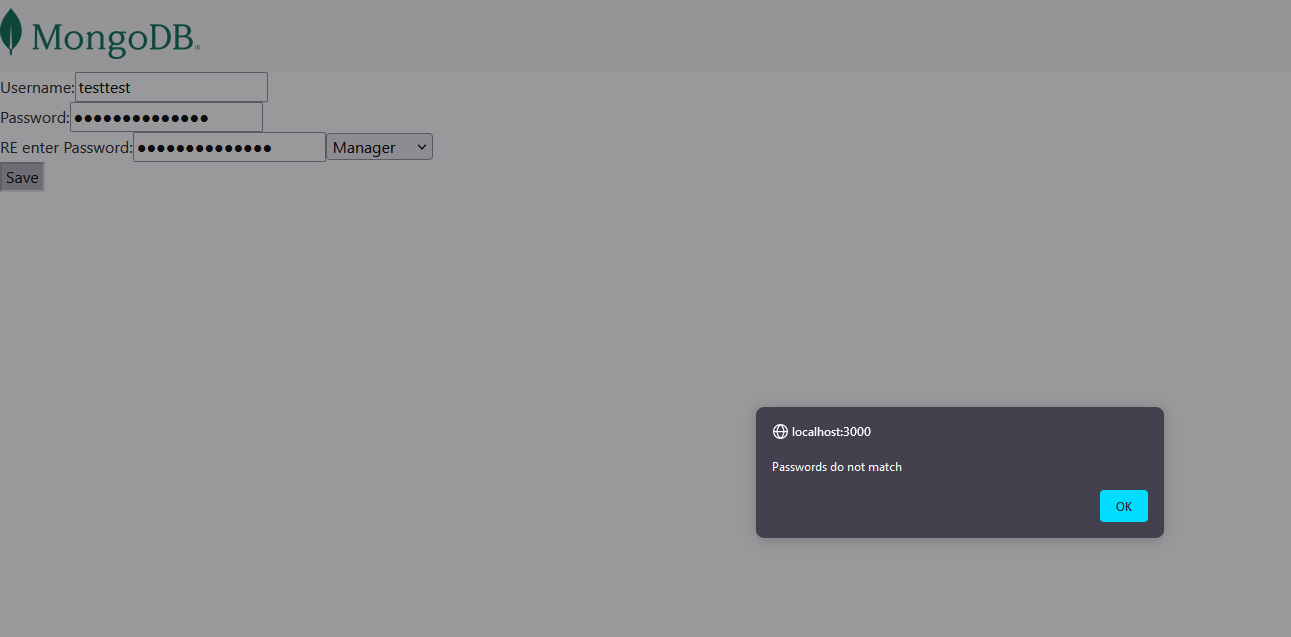 MongoDB®
Username: testtest
Password: ●●●●●●●●●●●●●●
RE enter Password: ●●●●●●●●●●●●●● Manager
Save
localhost:3000
Passwords do not match
OK